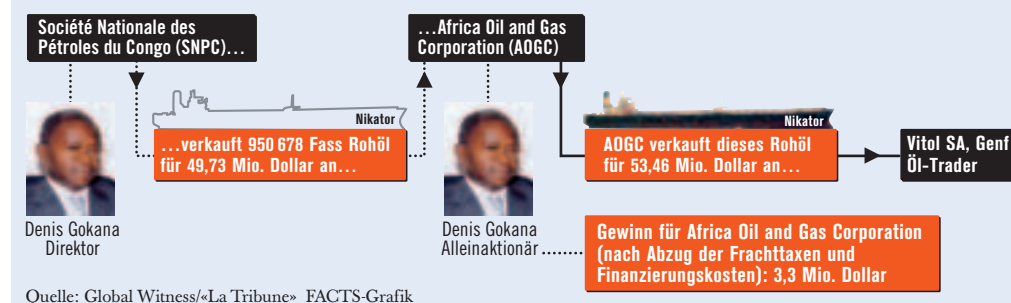 Société Nationale des
Pétroles du Congo (SNPC)…
…Africa Oil and Gas
Corporation (AOGC)
Nikator
…verkauft 950 678 Fass Rohöl
für 49,73 Mio. Dollar an…
Nikator
AOGC verkauft dieses Rohöl
für 53,46 Mio. Dollar an…
Vitol SA, Genf
Öl-Trader
Denis Gokana
Direktor
Denis Gokana
Alleinaktionär
Gewinn für Africa Oil and Gas Corporation
(nach Abzug der Frachttaxen und
Finanzierungskosten): 3,3 Mio. Dollar
Quelle: Global Witness/«La Tribune» FACTS-Grafik